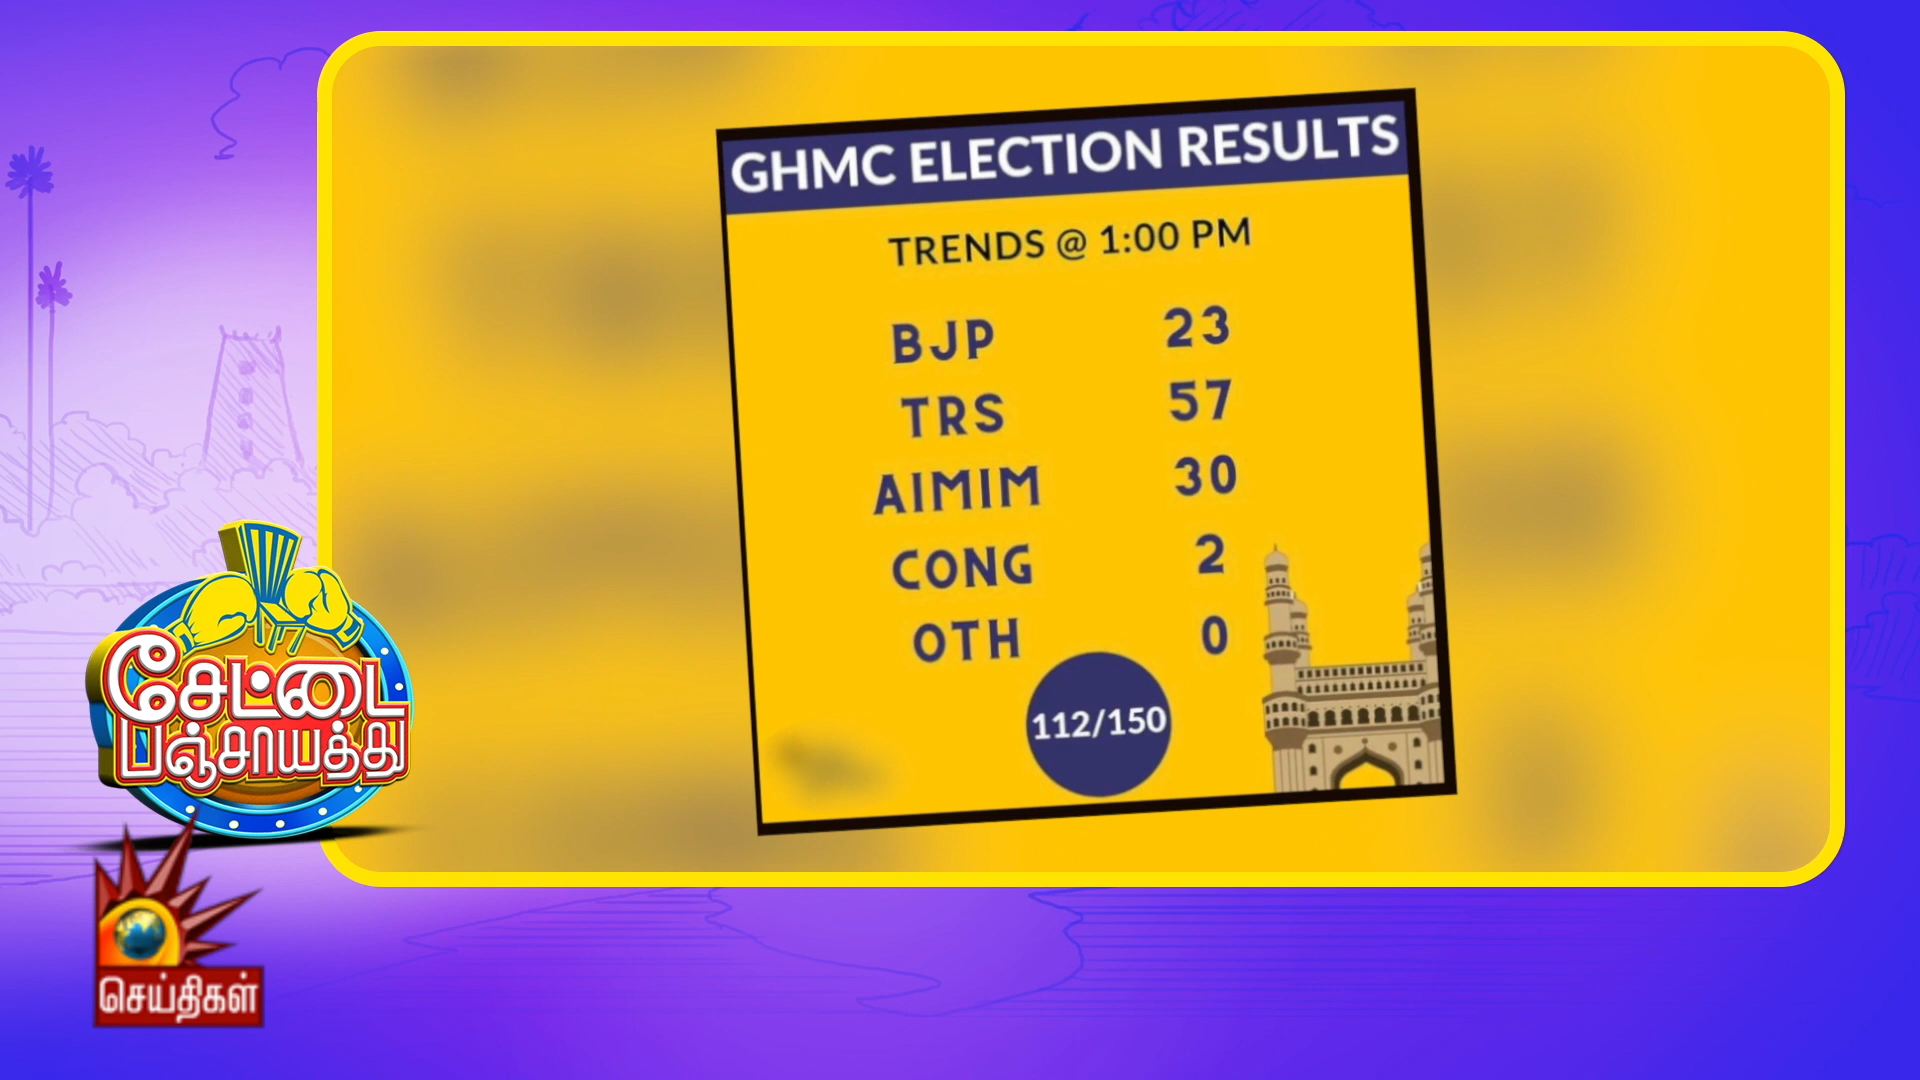 GHMC ELECTION RESULTS
TRENDS @ 1:00 PM
BJP 23
TRS 57
AIMIM 30
CONG 2
OTH 0
112/150
சேட்டை
பஞ்சாயத்து
செய்திகள்